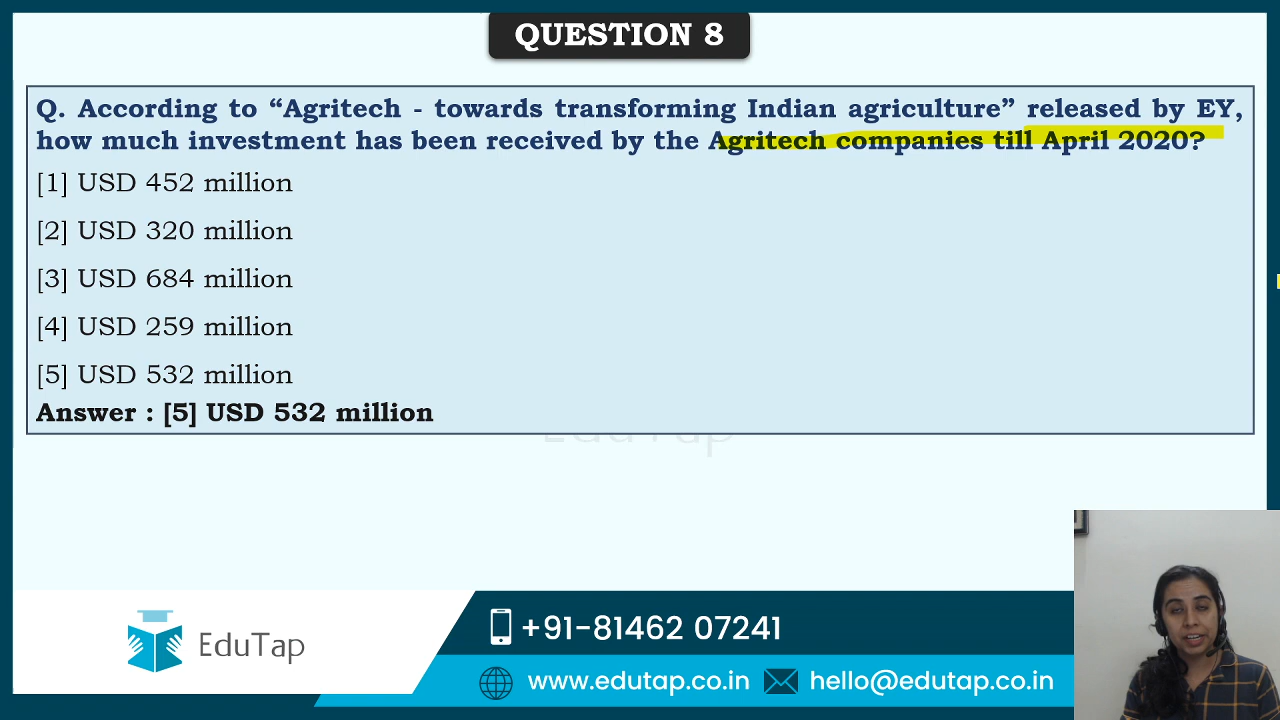 QUESTION 8
Q. According to “Agritech - towards transforming Indian agriculture” released by EY,
how much investment has been received by the Agritech companies till April 2020?
[1] USD 452 million
[2] USD 320 million
[3] USD 684 million
[4] USD 259 million
[5] USD 532 million
Answer : [5] USD 532 million
EduTap
EduTap
+91-81462 07241
www.edutap.co.in
hello@edutap.co.in